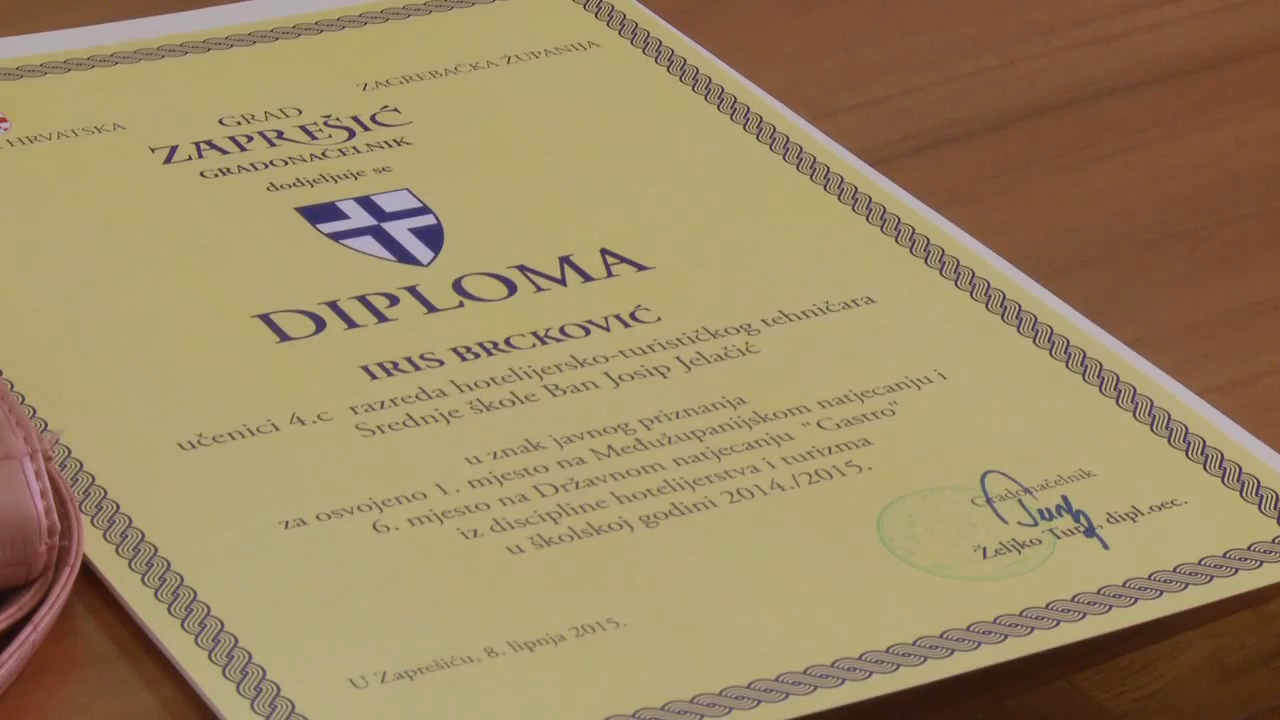 HRVATSKA
ZAGREBAČKA ŽUPANIJA
GRAD
ZAPREŠIĆ
GRADONAČELNIK
dodjeljuje se
DIPLOMA
IRIS BRCKOVIĆ
učenici 4.c razreda hotelijersko-turističkog tehničara
Srednje škole Ban Josip Jelačić
u znak javnog priznanja
za osvojeno 1. mjesto na Međužupanijskom natjecanju i
6. mjesto na Državnom natjecanju "Gastro"
iz discipline hotelijerstva i turizma
u školskoj godini 2014./2015.
Gradonačelnik
Željko Turk, dipl.oec.
U Zaprešiću, 8. lipnja 2015.